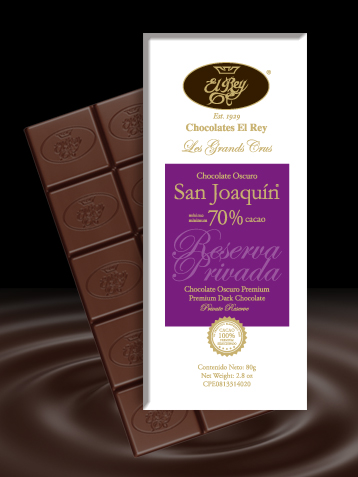 El Rey
®
Est. 1929
Chocolates El Rey
Les Grands Crus
Chocolate Oscuro
San Joaquín®
mínimo
minimum 70% cacao
Reserva
Privada
Chocolate Oscuro Premium
Premium Dark Chocolate
Private Reserve
CACAO
100%
Contenido Neto: 80g
Net Weight: 2.8 oz
CPE0813514020